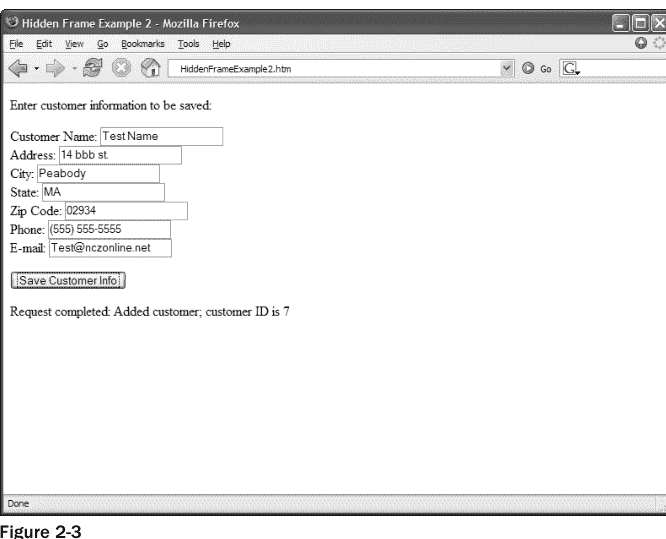 Hidden Frame Example 2 - Mozilla Firefox
File Edit View Go Bookmarks Tools Help
HiddenFrameExample2.htm Go G
Enter customer information to be saved:
Customer Name: Test Name
Address: 14 bbb st.
City: Peabody
State: MA
Zip Code: 02934
Phone: (555) 555-5555
E-mail: Test@nczonline.net
Save Customer Info
Request completed: Added customer; customer ID is 7
Done
Figure 2-3